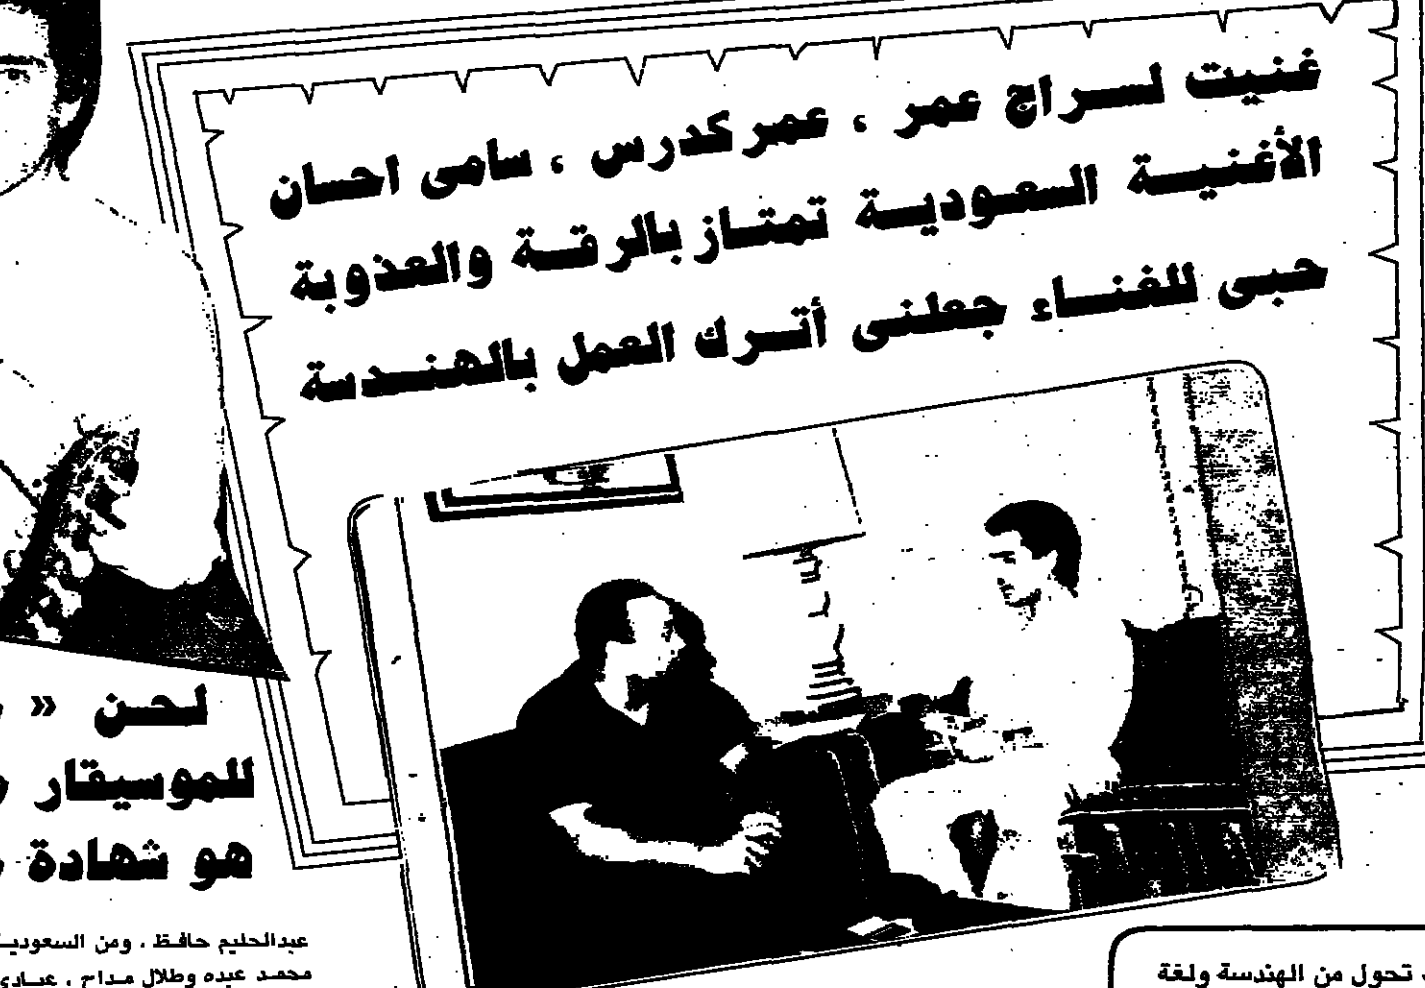 غنيت لسراج عمر ، عمر كدرس ، سامى احسان
الأغنية السعودية تمتاز بالرقة والعذوبة
حبى للغناء جعلنى أترك العمل بالهندسة
لحن «
للموسيقار
هو شهادة
عبدالحليم حافظ ، ومن السعودية
محمد عبده وطلال مداح ، عبادى
تحول من الهندسة ولغة